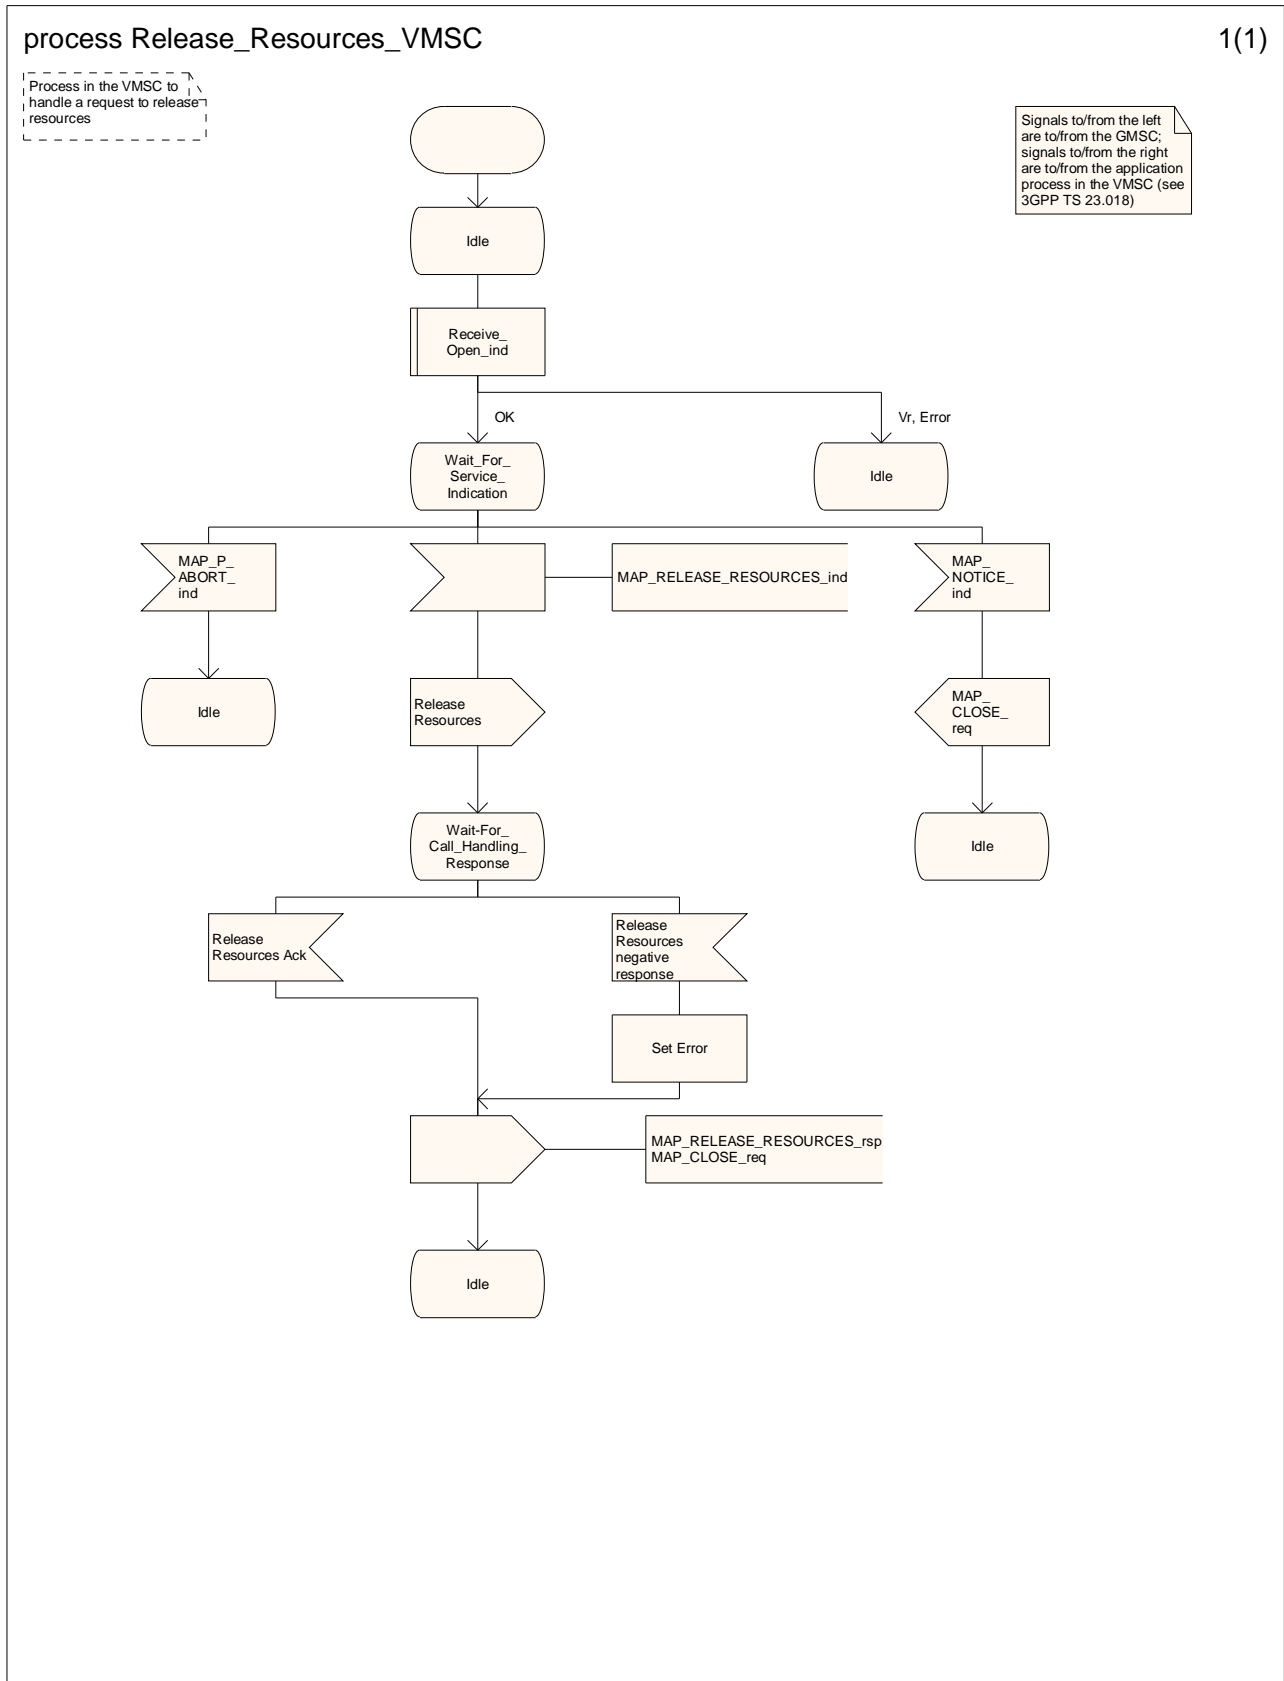 process Release_Resources_VMSC
1(1)
Process in the VMSC to
handle a request to release
resources
Signals to/from the left
are to/from the GMSC;
signals to/from the right
are to/from the application
process in the VMSC (see
3GPP TS 23.018)
Idle
Receive_
Open_ind
OK
Vr, Error
Wait_For_
Service_
Indication
Idle
MAP_P_
ABORT_
ind
MAP_RELEASE_RESOURCES_ind
MAP_
NOTICE_
ind
Idle
Release
Resources
MAP_
CLOSE_
req
Wait-For_
Call_Handling_
Response
Idle
Release
Resources Ack
Release
Resources
negative
response
Set Error
MAP_RELEASE_RESOURCES_rsp
MAP_CLOSE_req
Idle